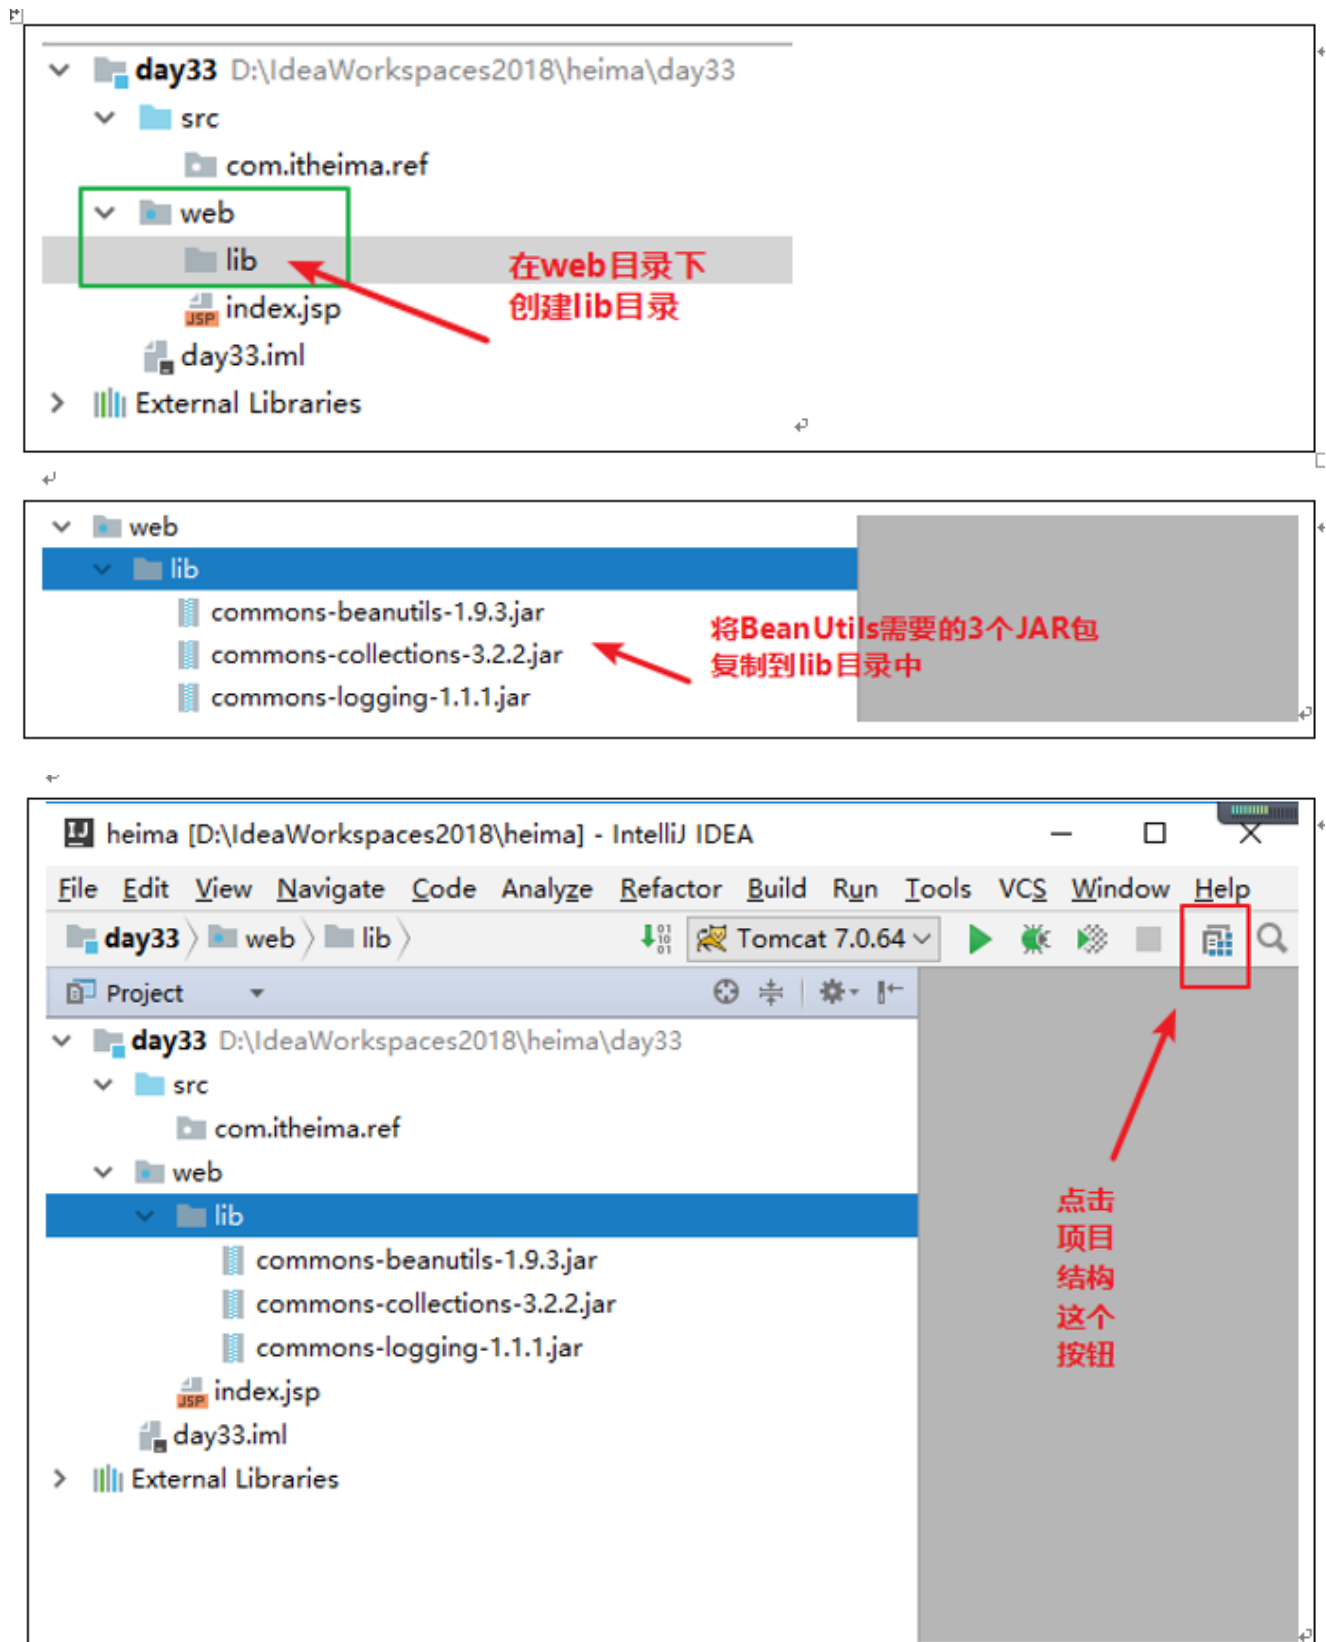 day33 D:\IdeaWorkspaces2018\heima\day33
src
com.itheima.ref
web
lib
在web目录下
创建lib目录
index.jsp
day33.iml
External Libraries
web
lib
commons-beanutils-1.9.3.jar
commons-collections-3.2.2.jar
commons-logging-1.1.1.jar
将BeanUtils需要的3个JAR包
复制到lib目录中
heima [D:\IdeaWorkspaces2018\heima] - IntelliJ IDEA
File Edit View Navigate Code Analyze Refactor Build Run Tools VCS Window Help
day33 web lib Tomcat 7.0.64
Project
day33 D:\IdeaWorkspaces2018\heima\day33
src
com.itheima.ref
web
lib
commons-beanutils-1.9.3.jar
commons-collections-3.2.2.jar
commons-logging-1.1.1.jar
index.jsp
day33.iml
External Libraries
点击
项目
结构
这个
按钮